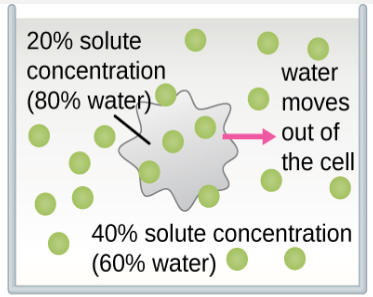 20% solute
concentration
(80% water)
water
moves
out of
the cell
40% solute concentration
(60% water)